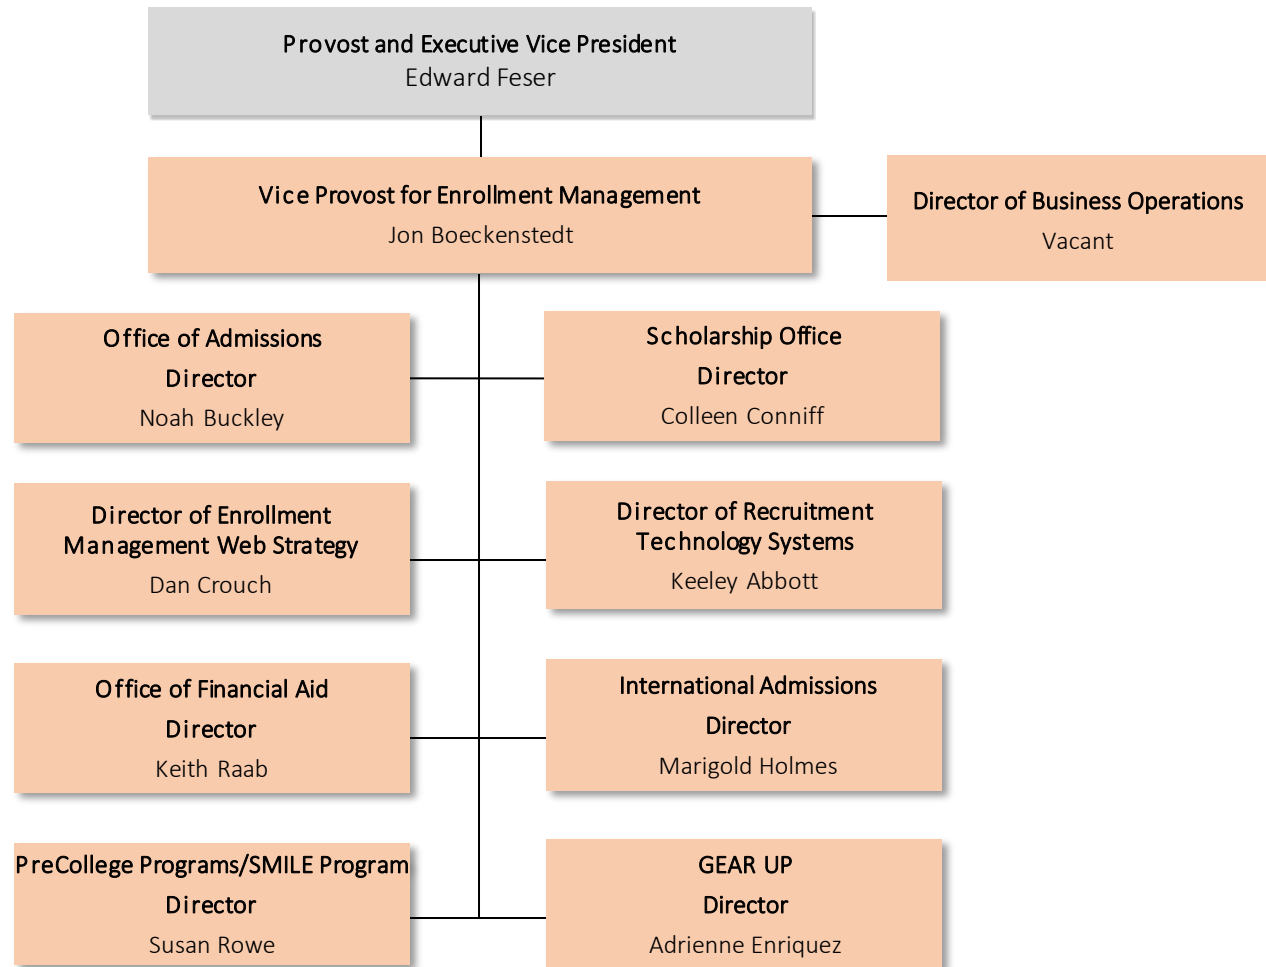 Provost and Executive Vice President
Edward Feser
Vice Provost for Enrollment Management
Jon Boeckenstedt
Director of Business Operations
Vacant
Office of Admissions
Director
Noah Buckley
Scholarship Office
Director
Colleen Conniff
Director of Enrollment
Management Web Strategy
Dan Crouch
Director of Recruitment
Technology Systems
Keeley Abbott
Office of Financial Aid
Director
Keith Raab
International Admissions
Director
Marigold Holmes
PreCollege Programs/SMILE Program
Director
Susan Rowe
GEAR UP
Director
Adrienne Enriquez